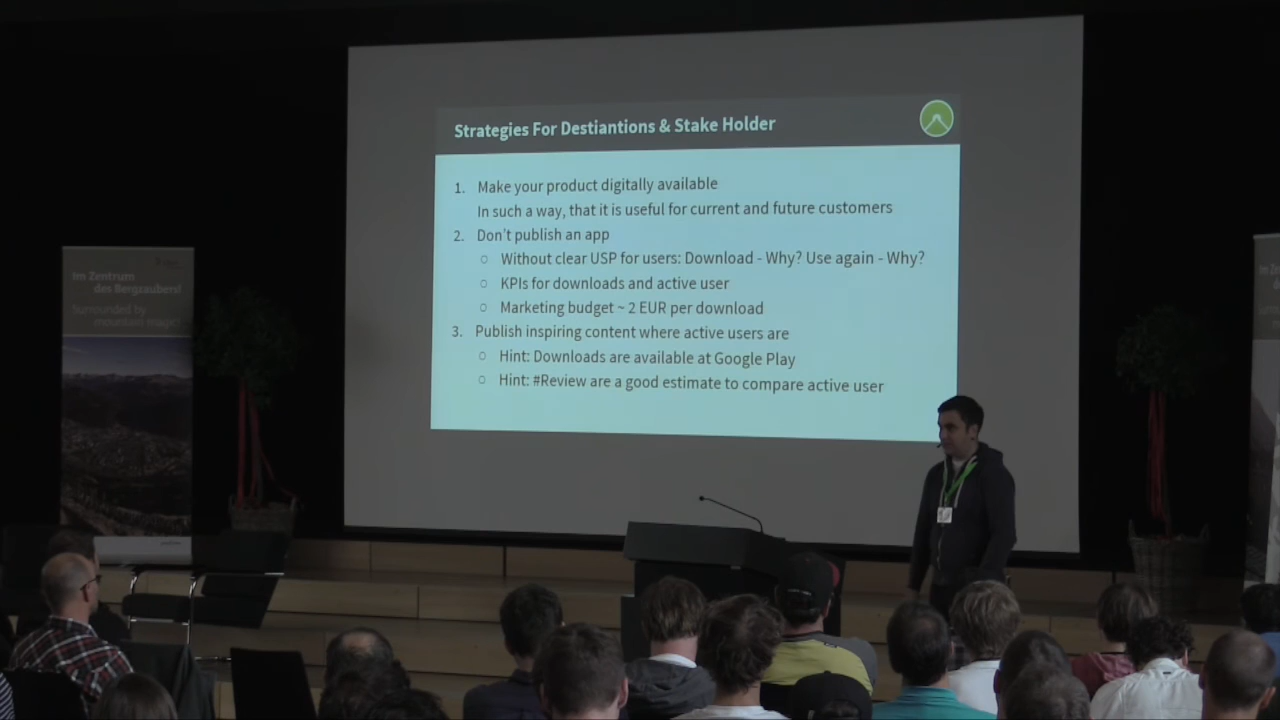 Strategies For Destiantions & Stake Holder
1. Make your product digitally available
In such a way, that it is useful for current and future customers
2. Don't publish an app
○ Without clear USP for users: Download - Why? Use again - Why?
○ KPIs for downloads and active user
○ Marketing budget ~ 2 EUR per download
3. Publish inspiring content where active users are
○ Hint: Downloads are available at Google Play
○ Hint: #Review are a good estimate to compare active user
Im Zentrum
des Bergzaubers!
Surrounded by
mountain magic!